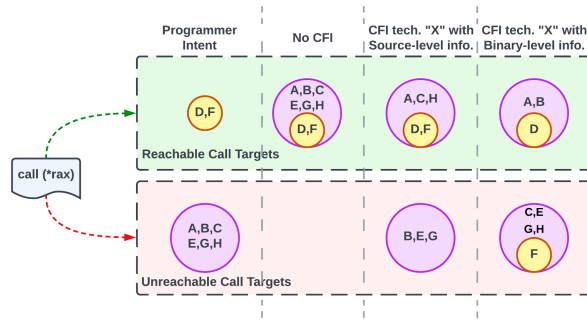 Programmer
Intent
No CFI
CFI tech. "X" with
Source-level info.
CFI tech. "X" with
Binary-level info.
D,F
A,B,C
E,G,H
D,F
A,C,H
D,F
A,B
D
Reachable Call Targets
call (*rax)
A,B,C
E,G,H
B,E,G
C,E
G,H
F
Unreachable Call Targets